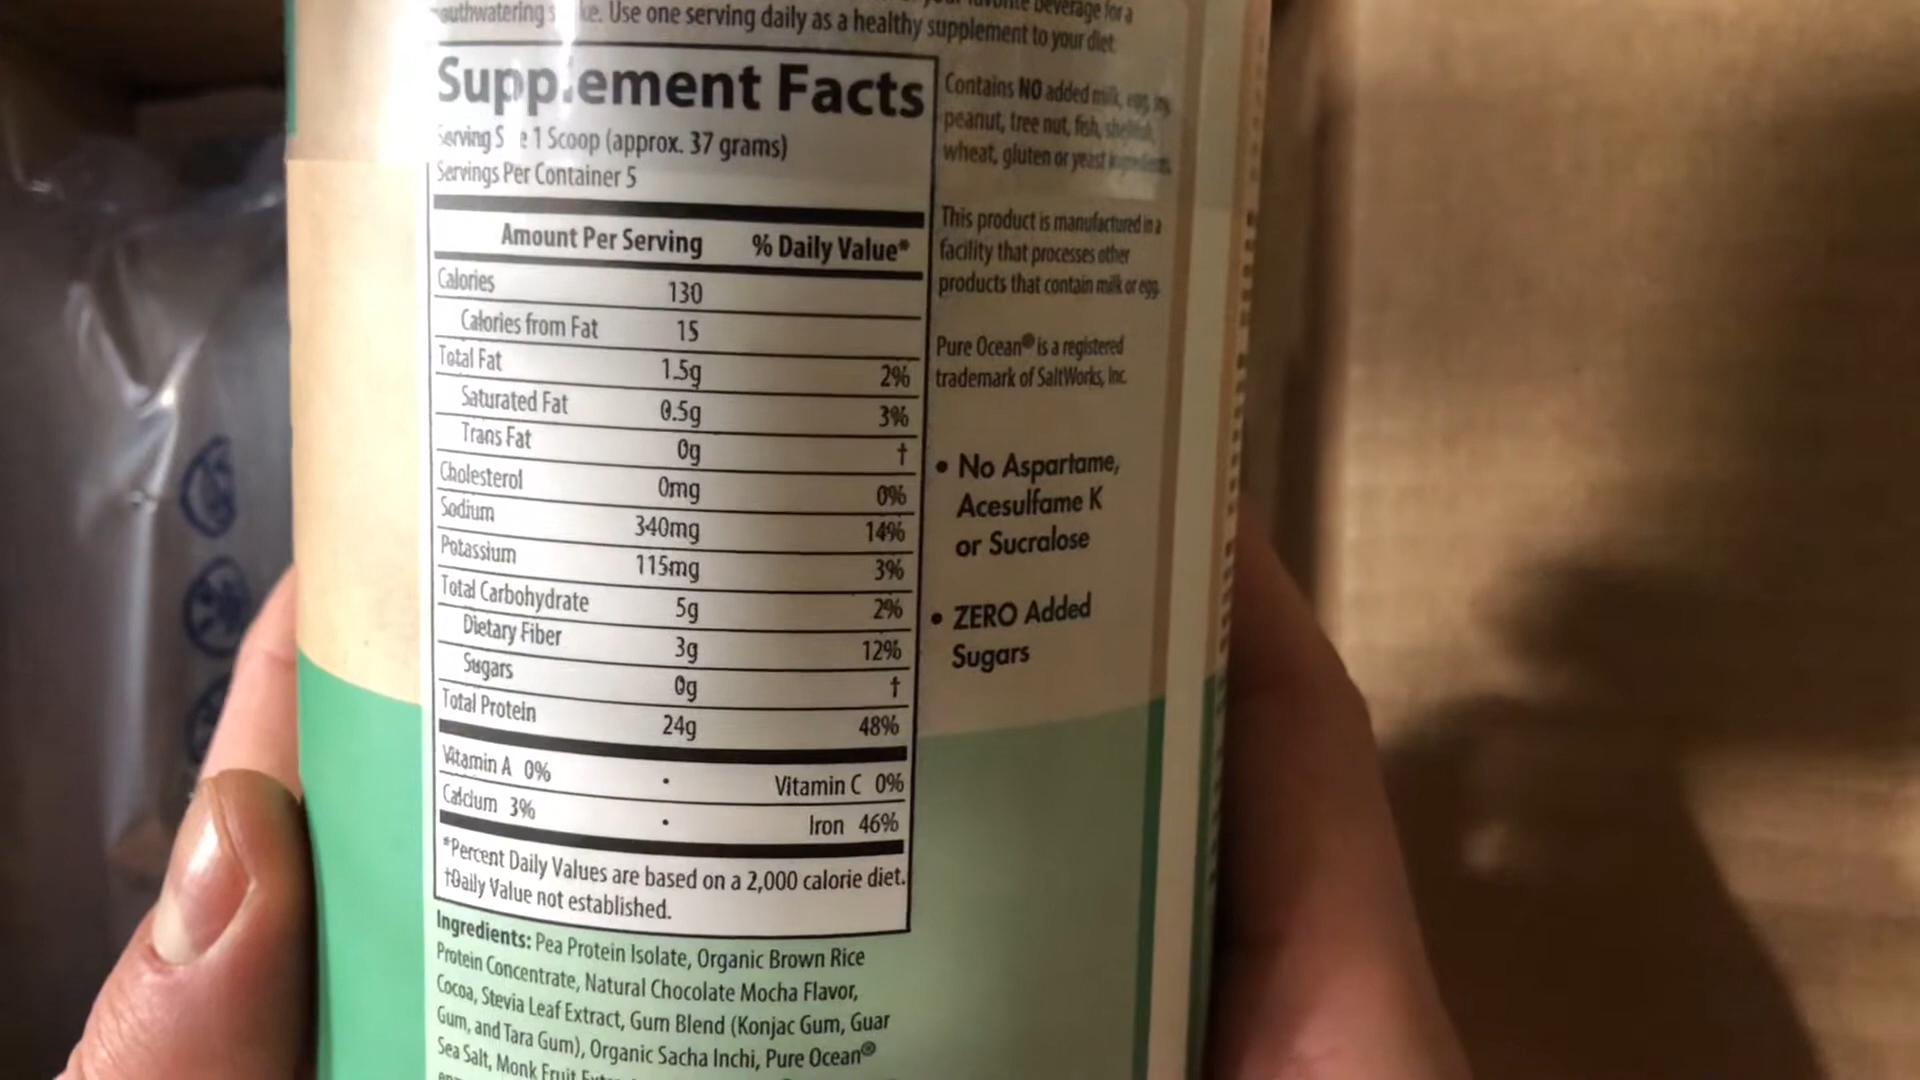 beverage for a
Use one serving daily as a healthy supplement to your diet
Supplement Facts
1 Scoop (approx. 37 grams)
Servings Per Container 5
Amount Per Serving % Daily Value*
Calories 130
Calories from Fat 15
Total Fat 1.5g 2%
Saturated Fat 0.5g 3%
Trans Fat 0g †
Cholesterol 0mg 0%
Sodium 340mg 14%
Potassium 115mg 3%
Total Carbohydrate 5g 2%
Dietary Fiber 3g 12%
Sugars 0g †
Total Protein 24g 48%
Vitamin A 0% • Vitamin C 0%
Calcium 3% • Iron 46%
*Percent Daily Values are based on a 2,000 calorie diet.
†Daily Value not established.
Ingredients: Pea Protein Isolate, Organic Brown Rice
Protein Concentrate, Natural Chocolate Mocha Flavor,
Cocoa, Stevia Leaf Extract, Gum Blend (Konjac Gum, Guar
Gum, and Tara Gum), Organic Sacha Inchi, Pure Ocean®
Sea Salt, Monk Fruit
Contains NO added milk, egg,
peanut, tree nut, fish, shellfish,
wheat, gluten or yeast
This product is manufactured in a
facility that processes other
products that contain milk or egg.
Pure Ocean® is a registered
trademark of SaltWorks, Inc.
• No Aspartame,
Acesulfame K
or Sucralose
• ZERO Added
Sugars